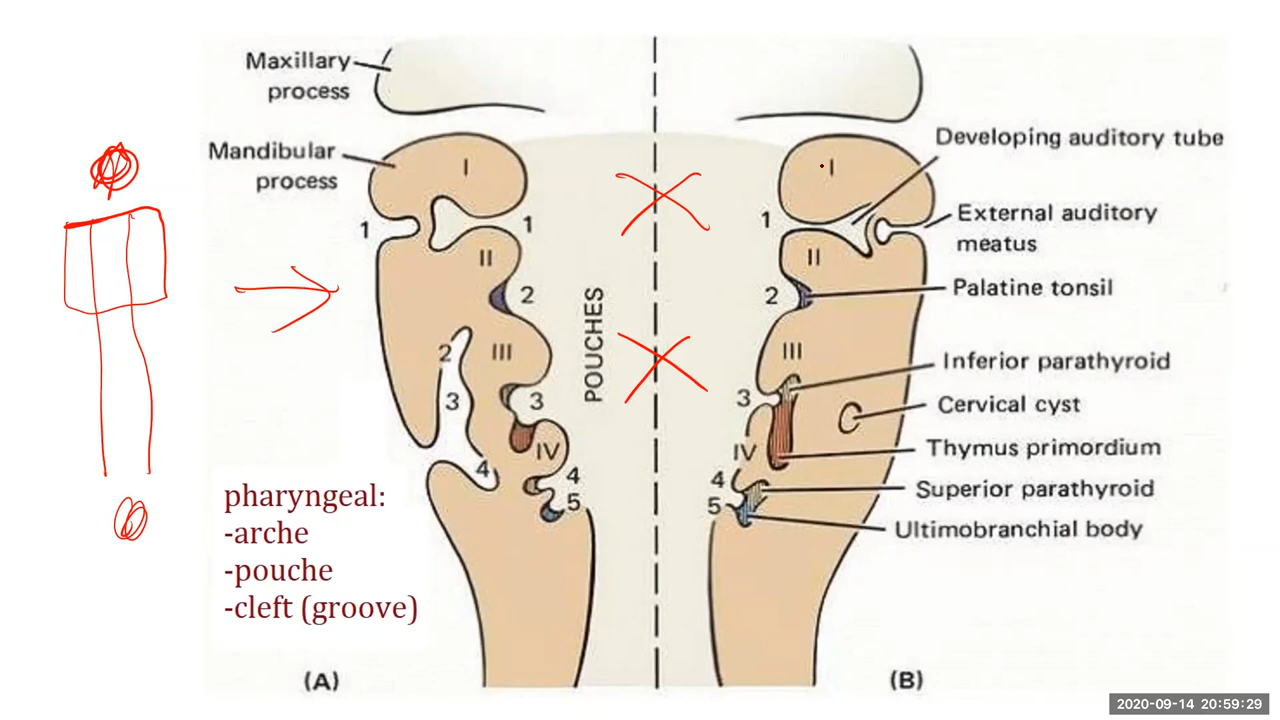 Maxillary
process
Mandibular
process
I
1
1
II
2
2
III
3
3
IV
4
4
5
POUCHES
pharyngeal:
-arche
-pouche
-cleft (groove)
(A)
I
Developing auditory tube
1
External auditory
meatus
II
2
Palatine tonsil
III
Inferior parathyroid
3
Cervical cyst
IV
Thymus primordium
4
Superior parathyroid
5
Ultimobranchial body
(B)
2020-09-14 20:59:29